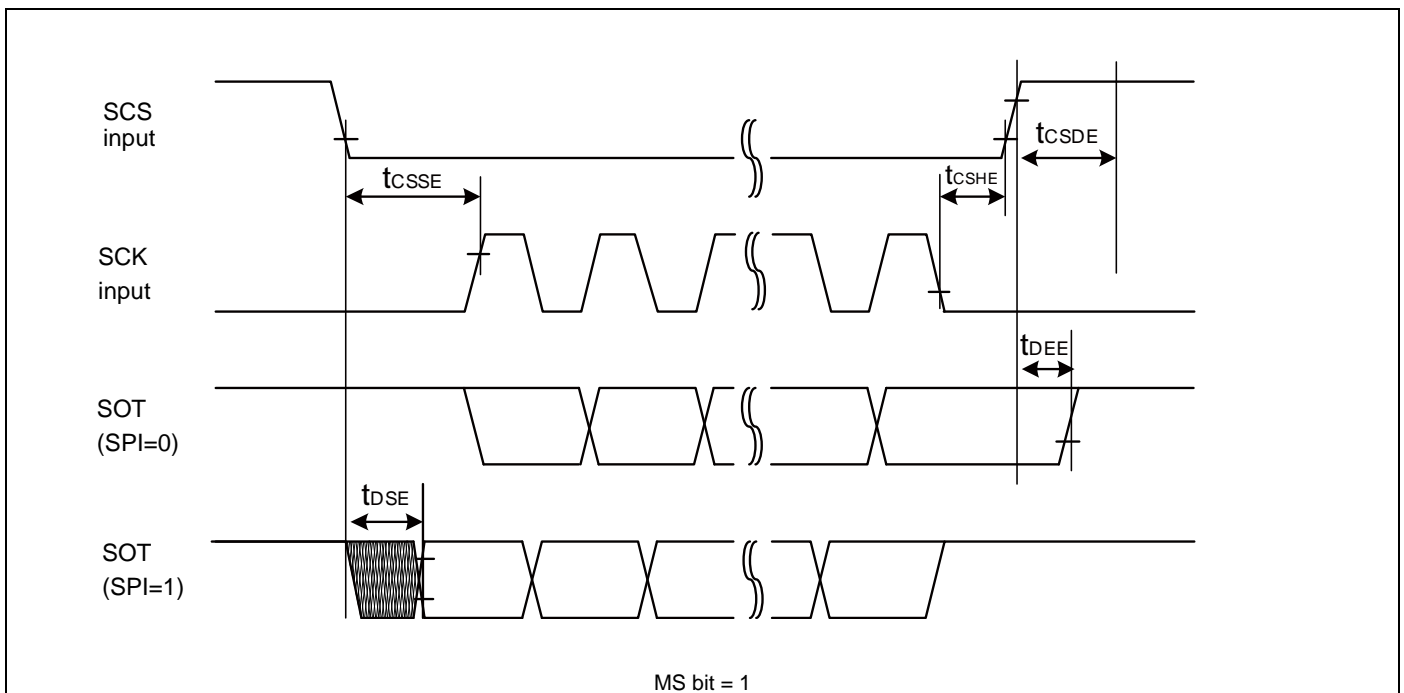 SCS
input
tCSSE
tCSHE
tCSDE
SCK
input
tDEE
SOT
(SPI=0)
tDSE
SOT
(SPI=1)
MS bit = 1